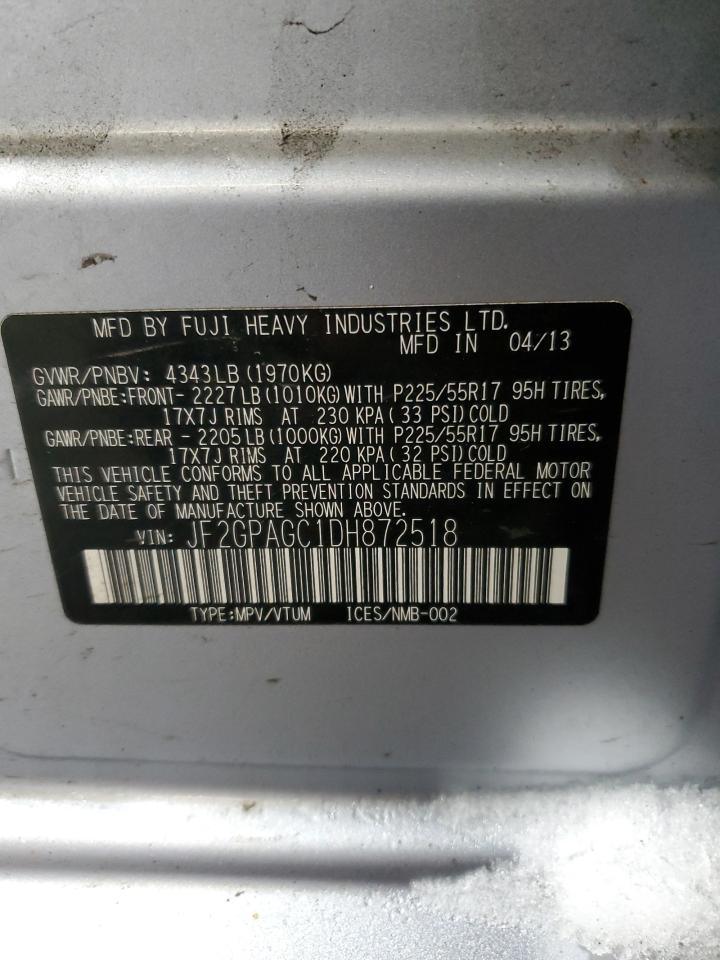 MFD BY FUJI HEAVY INDUSTRIES LTD.
MFD IN 04/13
GVWR/PNBV: 4343LB(1970KG)
GAWR/PNBE:FRONT- 2227LB(1010KG)WITH P225/55R17 95H TIRES,
17X7J RIMS AT 230 KPA(33 PSI)COLD
GAWR/PNBE:REAR - 2205LB(1000KG)WITH P225/55R17 95H TIRES,
17X7J RIMS AT 220 KPA(32 PSI)COLD
THIS VEHICLE CONFORMS TO ALL APPLICABLE FEDERAL MOTOR
VEHICLE SAFETY AND THEFT PREVENTION STANDARDS IN EFFECT ON
THE DATE OF MANUFACTURE SHOWN ABOVE.
VIN: JF2GPAGC1DH872518
TYPE:MPV/VTUM ICES/NMB-002